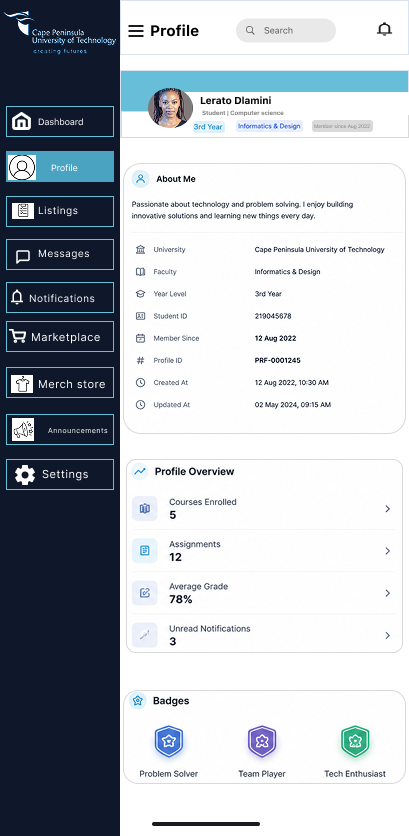 Cape Peninsula
University of Technology
creating futures
Dashboard
Profile
Listings
Messages
Notifications
Marketplace
Merch store
Announcements
Settings
Profile
Search
Lerato Dlamini
Student | Computer science
3rd Year
Informatics & Design
Member since Aug 2022
About Me
Passionate about technology and problem solving. I enjoy building
innovative solutions and learning new things every day.
University Cape Peninsula University of Technology
Faculty Informatics & Design
Year Level 3rd Year
Student ID 219045678
Member Since 12 Aug 2022
# Profile ID PRF-0001245
Created At 12 Aug 2022, 10:30 AM
Updated At 02 May 2024, 09:15 AM
Profile Overview
Courses Enrolled
5
Assignments
12
Average Grade
78%
Unread Notifications
3
Badges
Problem Solver
Team Player
Tech Enthusiast